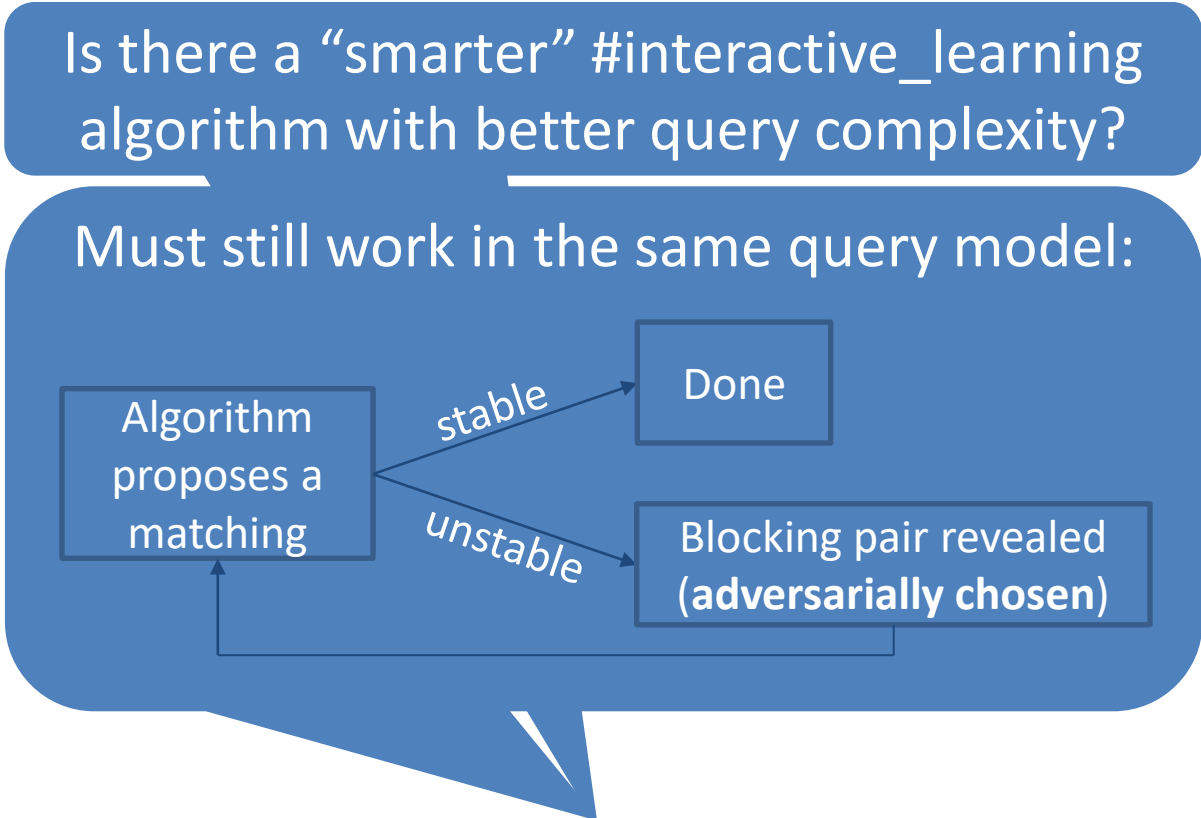 Is there a “smarter” #interactive_learning
algorithm with better query complexity?
Must still work in the same query model:
Algorithm
proposes a
matching
stable
Done
unstable
Blocking pair revealed
(adversarially chosen)